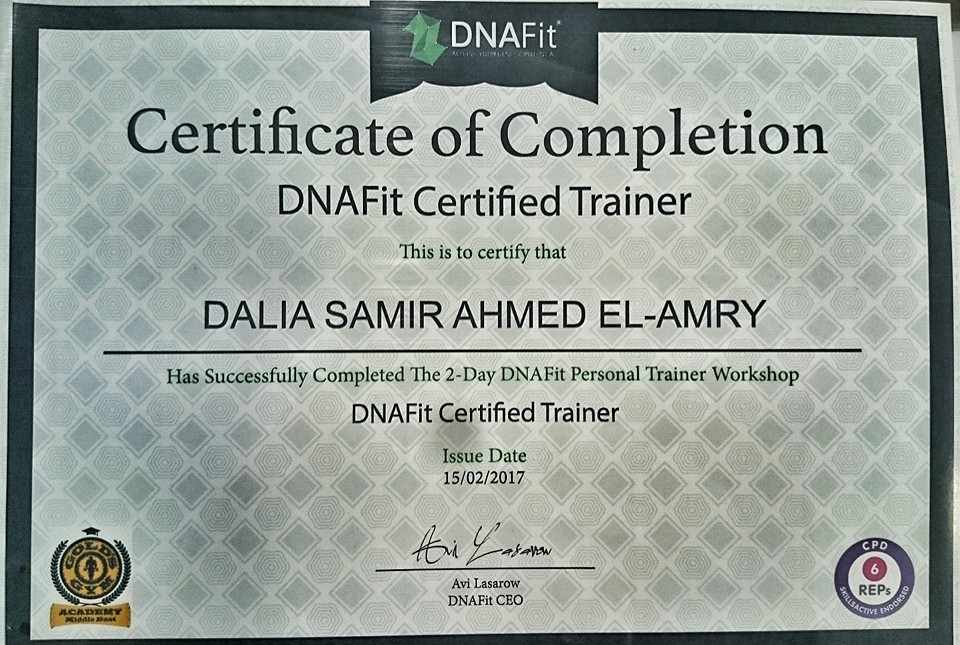 DNAFit
Certificate of Completion
DNAFit Certified Trainer
This is to certify that
DALIA SAMIR AHMED EL-AMRY
Has Successfully Completed The 2-Day DNAFit Personal Trainer Workshop
DNAFit Certified Trainer
Issue Date
15/02/2017
Avi Lasarow
Avi Lasarow
DNAFit CEO
GOLD'S
GYM
ACADEMY
Middle East
CPD
6
REPs
SKILLSACTIVE ENDORSED